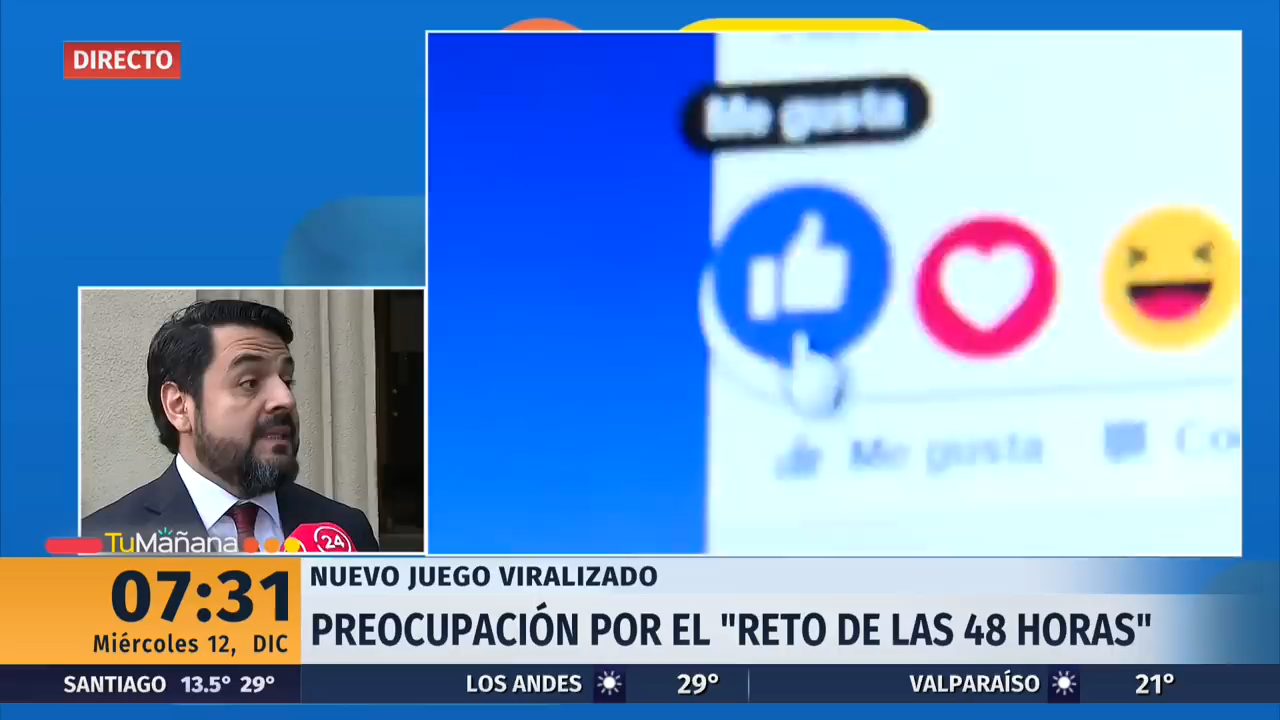 DIRECTO
Me gusta
Me gusta
24
TuMañana
07:31
Miércoles 12, DIC
NUEVO JUEGO VIRALIZADO
PREOCUPACIÓN POR EL "RETO DE LAS 48 HORAS"
SANTIAGO 13.5° 29°
LOS ANDES 29°
VALPARAÍSO 21°